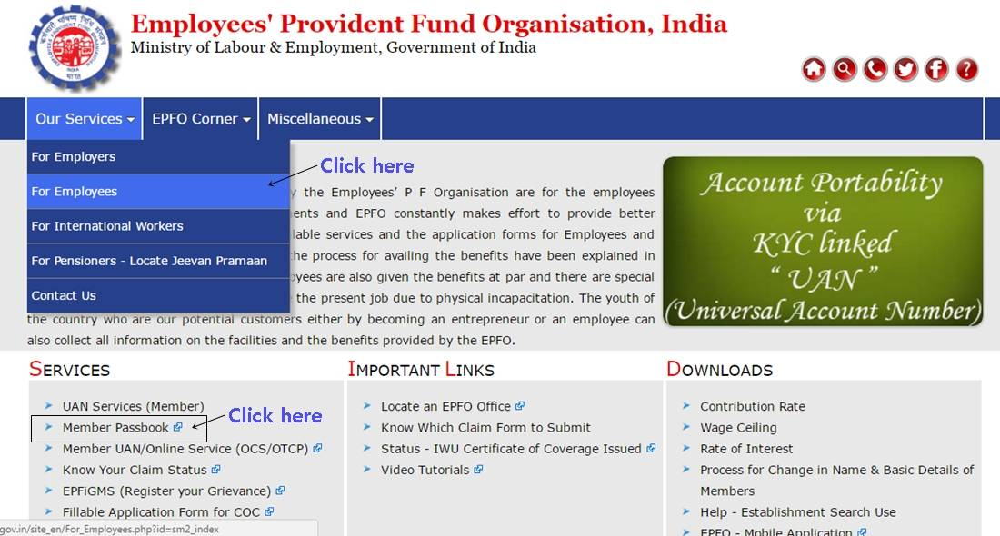 Employees' Provident Fund Organisation, India
Ministry of Labour & Employment, Government of India
Our Services
EPFO Corner
Miscellaneous
For Employers
For Employees
For International Workers
For Pensioners - Locate Jeevan Pramaan
Contact Us
Click here
y the Employees’ P F Organisation are for the employees
ents and EPFO constantly makes effort to provide better
lable services and the application forms for Employees and
the process for availing the benefits have been explained in
oyees are also given the benefits at par and there are special
the present job due to physical incapacitation. The youth of
the country who are our potential customers either by becoming an entrepreneur or an employee can
also collect all information on the facilities and the benefits provided by the EPFO.
Account Portability
via
KYC linked
“ UAN ”
(Universal Account Number)
SERVICES
UAN Services (Member)
Member Passbook
Click here
Member UAN/Online Service (OCS/OTCP)
Know Your Claim Status
EPFiGMS (Register your Grievance)
Fillable Application Form for COC
IMPORTANT LINKS
Locate an EPFO Office
Know Which Claim Form to Submit
Status - IWU Certificate of Coverage Issued
Video Tutorials
DOWNLOADS
Contribution Rate
Wage Ceiling
Rate of Interest
Process for Change in Name & Basic Details of
Members
Help - Establishment Search Use
EPFO - Mobile Application
gov.in/site_en/For_Employees.php?id=sm2_index